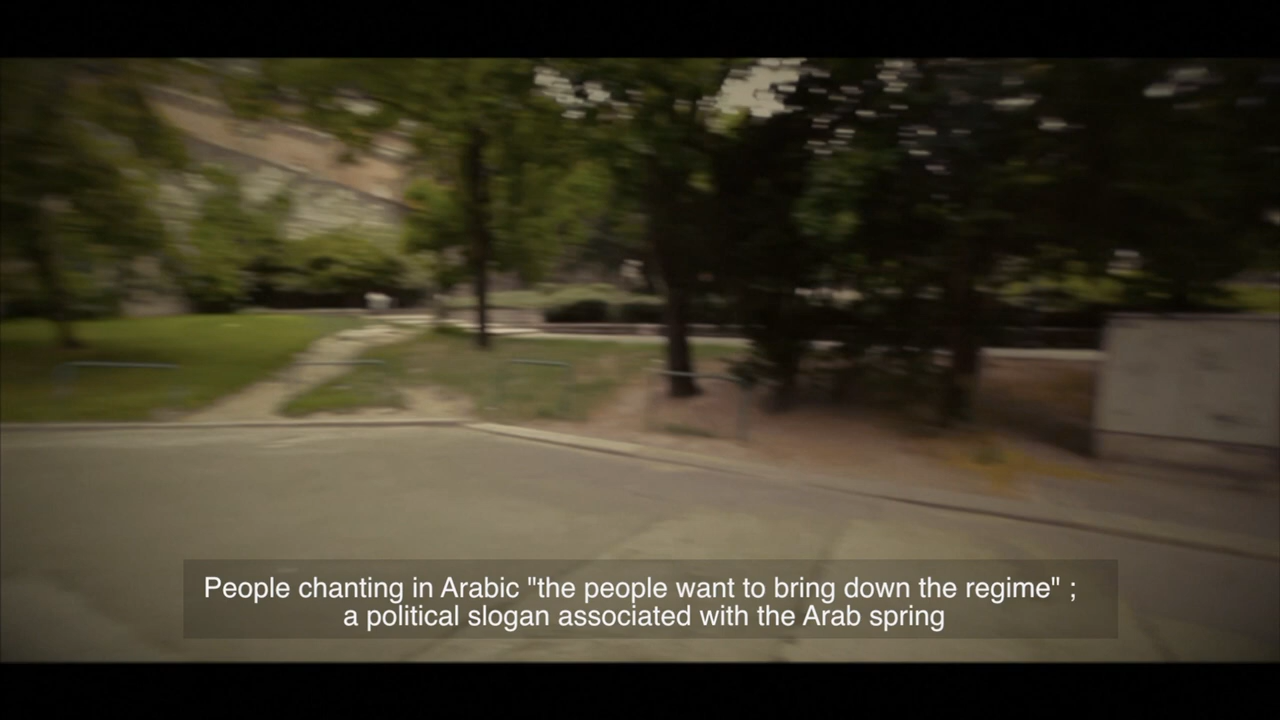 People chanting in Arabic "the people want to bring down the regime" ;
a political slogan associated with the Arab spring